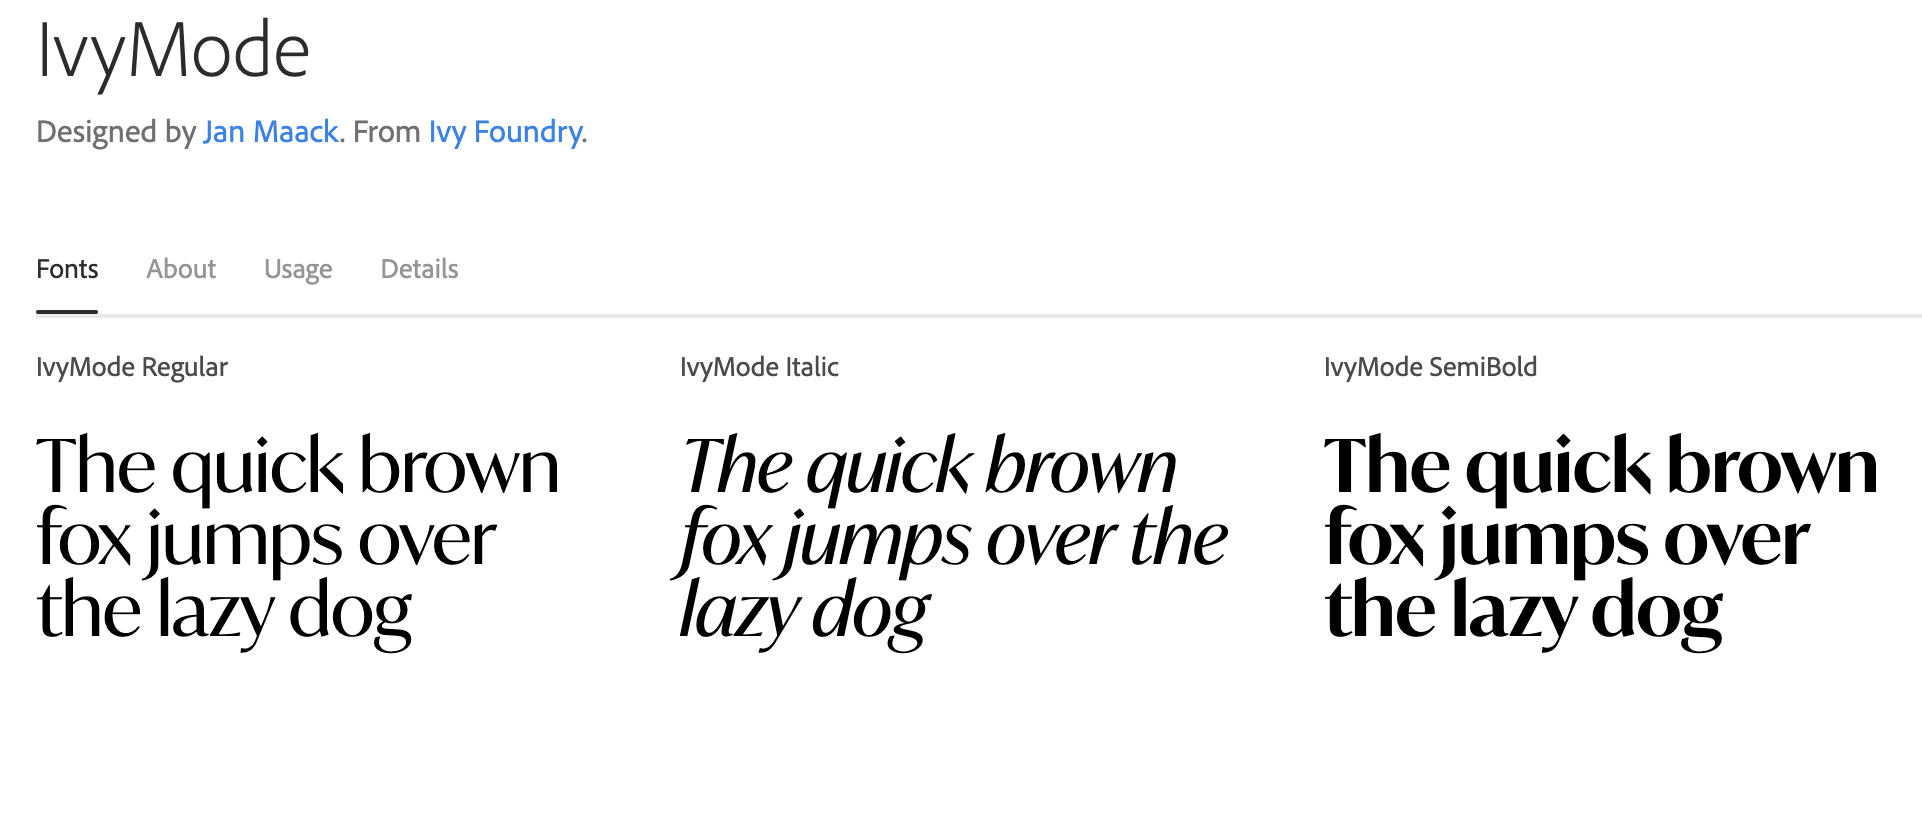 IvyMode
Designed by Jan Maack. From Ivy Foundry.
Fonts About Usage Details
IvyMode Regular
The quick brown
fox jumps over
the lazy dog
IvyMode Italic
The quick brown
fox jumps over the
lazy dog
IvyMode SemiBold
The quick brown
fox jumps over
the lazy dog